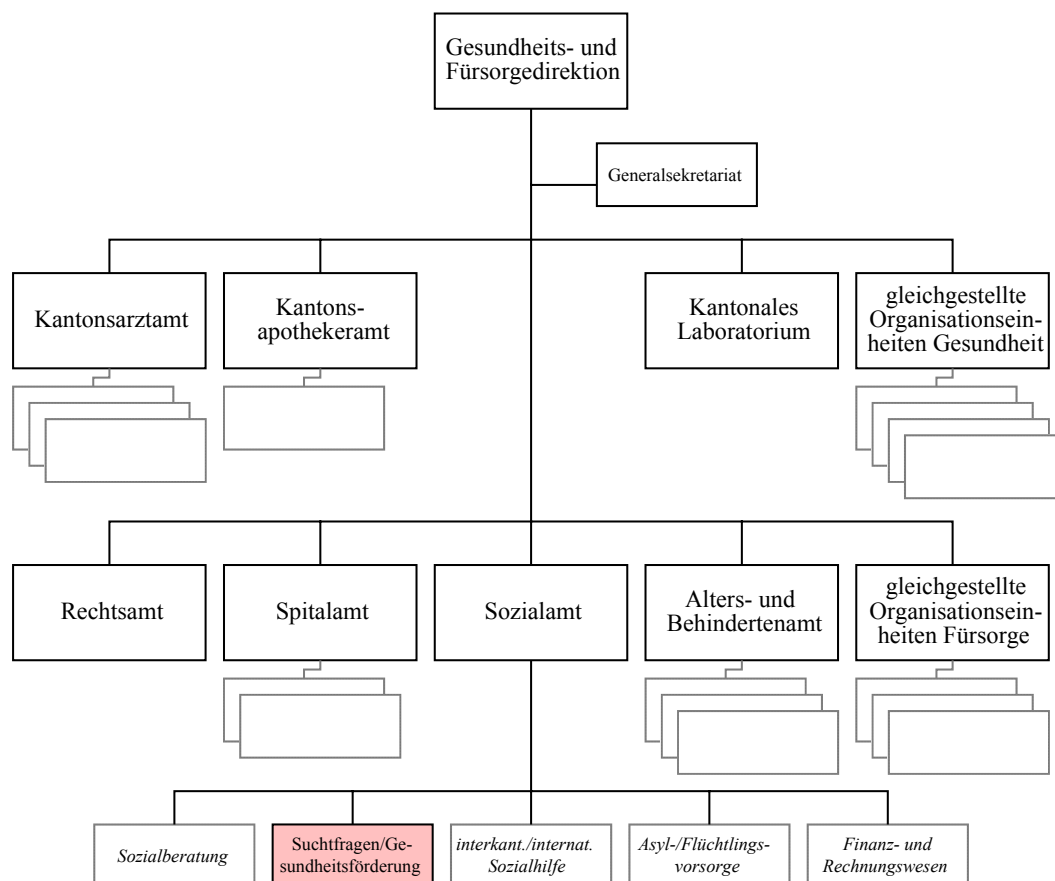 Gesundheits- und
Fürsorgedirektion
Generalsekretariat
Kantonsarztamt
Kantons-
apothekeramt
Kantonales
Laboratorium
gleichgestellte
Organisationsein-
heiten Gesundheit
Rechtsamt
Spitalamt
Sozialamt
Alters- und
Behindertenamt
gleichgestellte
Organisationsein-
heiten Fürsorge
Sozialberatung
Suchtfragen/Ge-
sundheitsförderung
interkant./internat.
Sozialhilfe
Asyl-/Flüchtlings-
vorsorge
Finanz- und
Rechnungswesen